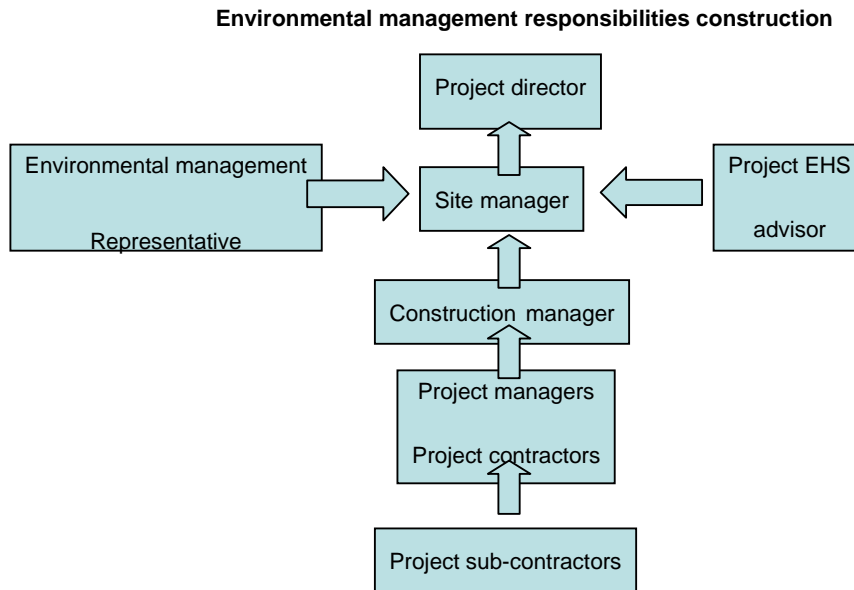 Environmental management responsibilities construction
Project director
Environmental management
Representative
Site manager
Project EHS
advisor
Construction manager
Project managers
Project contractors
Project sub-contractors